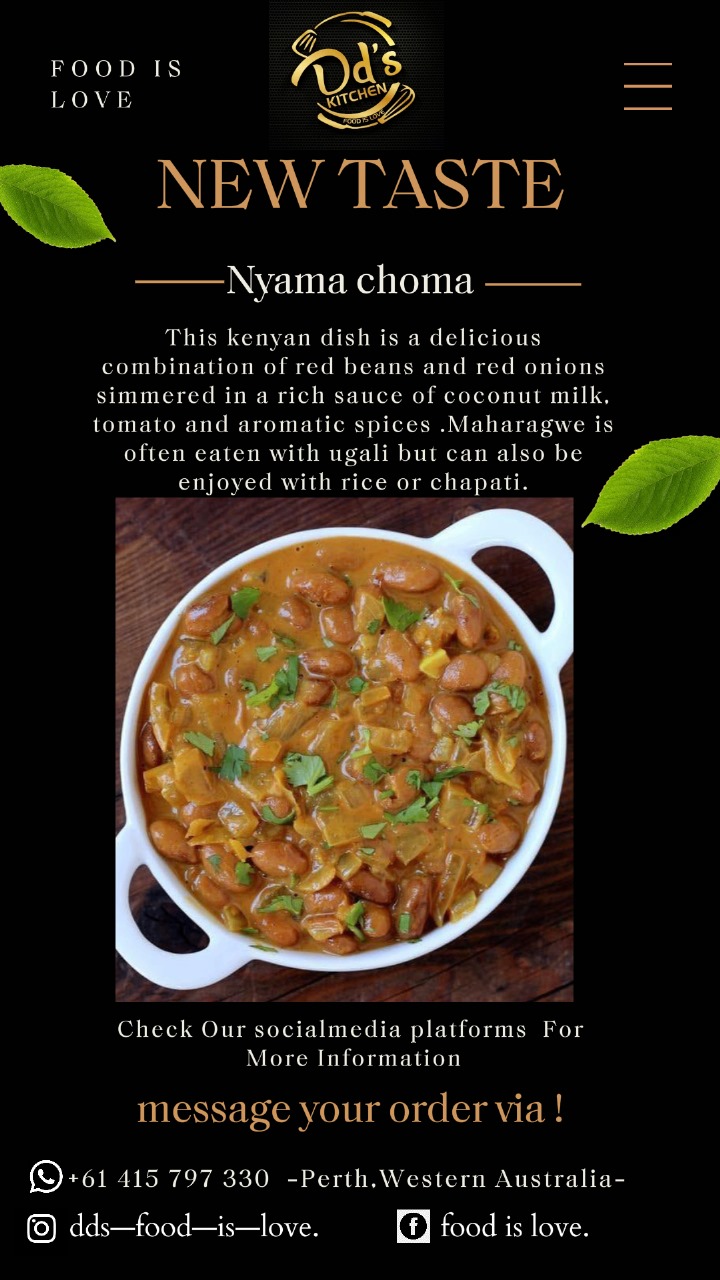 FOOD IS
LOVE
Dd's
KITCHEN
FOOD IS LOVE
NEW TASTE
Nyama choma
This kenyan dish is a delicious
combination of red beans and red onions
simmered in a rich sauce of coconut milk,
tomato and aromatic spices .Maharagwe is
often eaten with ugali but can also be
enjoyed with rice or chapati.
Check Our socialmedia platforms  For
More Information
message your order via !
+61 415 797 330  -Perth,Western Australia-
dds—food—is—love.
food is love.